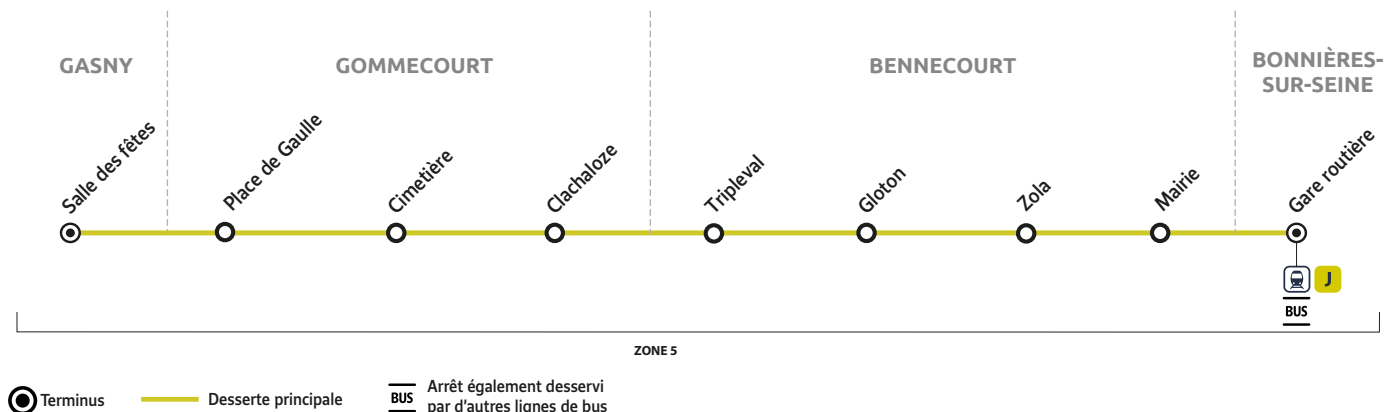 GASNY
GOMMECOURT
BENNECOURT
BONNIÈRES-
SUR-SEINE
Salle des fêtes
Place de Gaulle
Cimetière
Clachaloze
Tripleval
Gloton
Zola
Mairie
Gare routière
J
BUS
ZONE 5
Terminus
Desserte principale
BUS
Arrêt également desservi
par d'autres lignes de bus